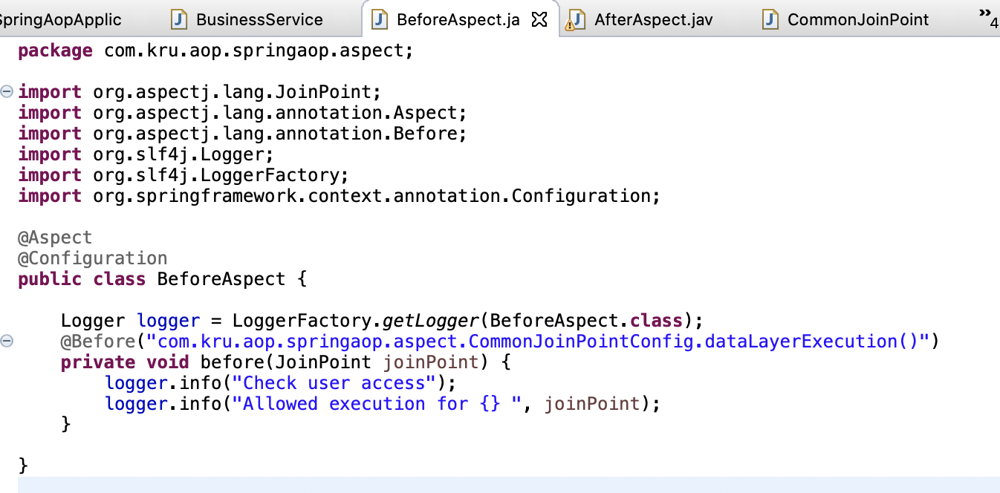 SpringAopApplic BusinessService BeforeAspect.ja AfterAspect.jav CommonJoinPoint »4
package com.kru.aop.springaop.aspect;
import org.aspectj.lang.JoinPoint;
import org.aspectj.lang.annotation.Aspect;
import org.aspectj.lang.annotation.Before;
import org.slf4j.Logger;
import org.slf4j.LoggerFactory;
import org.springframework.context.annotation.Configuration;
@Aspect
@Configuration
public class BeforeAspect {
Logger logger = LoggerFactory.getLogger(BeforeAspect.class);
@Before("com.kru.aop.springaop.aspect.CommonJoinPointConfig.dataLayerExecution()")
private void before(JoinPoint joinPoint) {
logger.info("Check user access");
logger.info("Allowed execution for {} ", joinPoint);
}
}